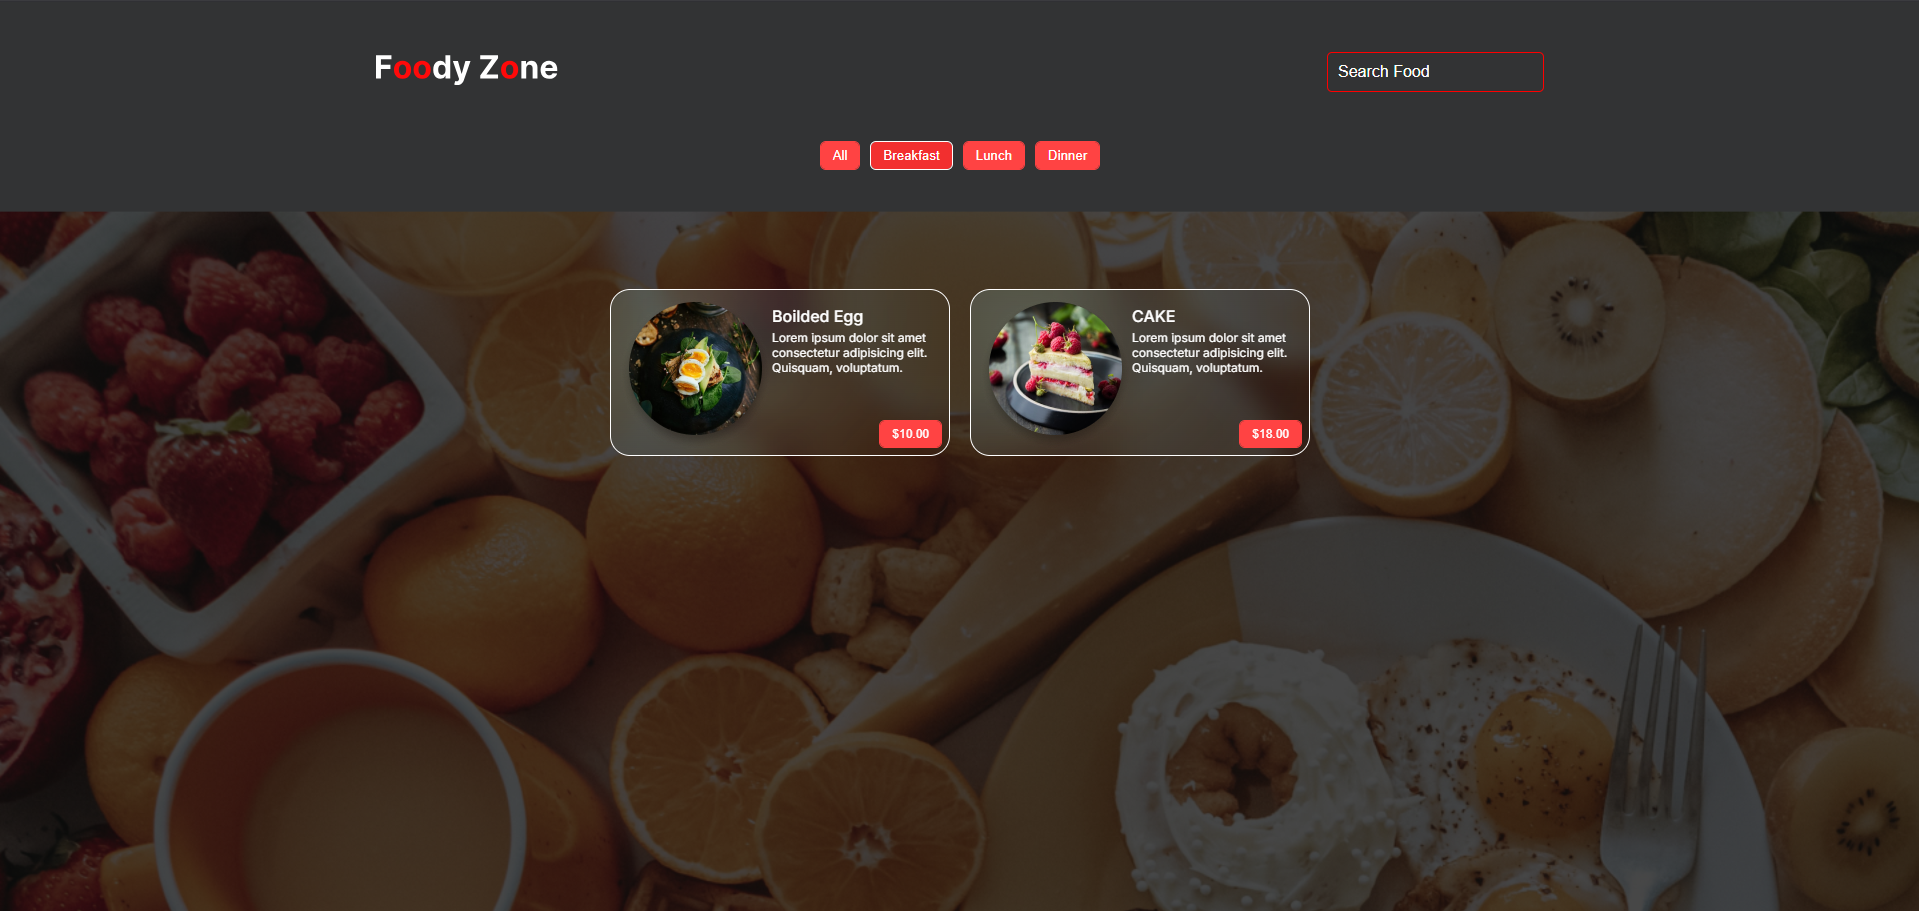 Foody Zone
Search Food
All
Breakfast
Lunch
Dinner
Boilded Egg
Lorem ipsum dolor sit amet
consectetur adipisicing elit.
Quisquam, voluptatum.
$10.00
CAKE
Lorem ipsum dolor sit amet
consectetur adipisicing elit.
Quisquam, voluptatum.
$18.00